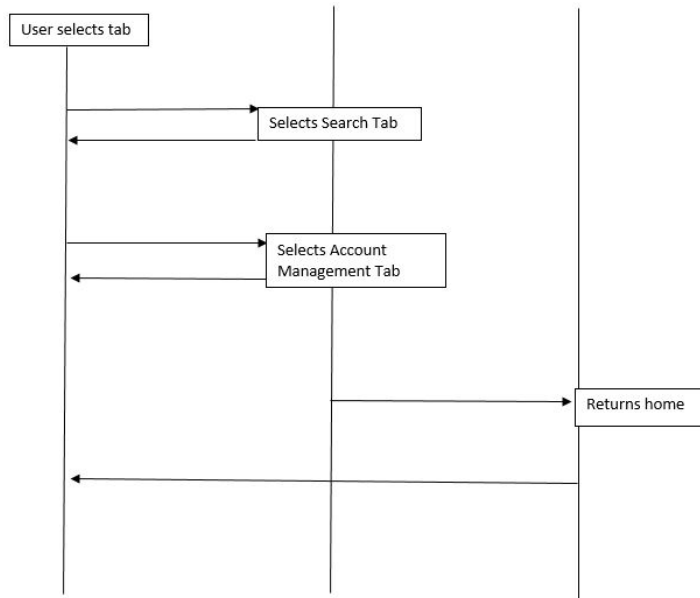 User selects tab
Selects Search Tab
Selects Account
Management Tab
Returns home